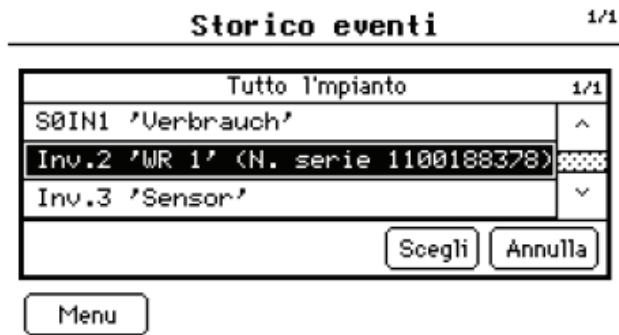 Storico eventi 1/1
Tutto l'mpianto 1/1
S0IN1 'Verbrauch'
Inv.2 'WR 1' (N. serie 1100188378)
Inv.3 'Sensor'
Scegli Annulla
Menu